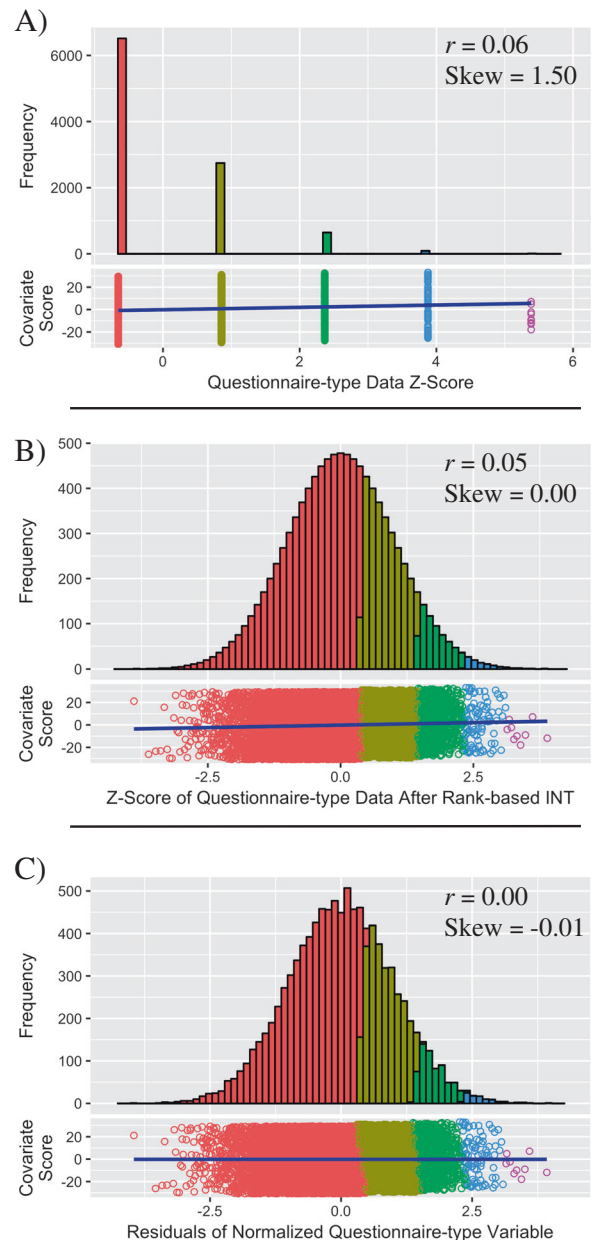 A)
r = 0.06
Skew = 1.50
Frequency
6000
4000
2000
0
Covariate
Score
20
0
-20
0 2 4 6
Questionnaire-type Data Z-Score
B)
r = 0.05
Skew = 0.00
Frequency
500
400
300
200
100
0
Covariate
Score
20
0
-20
-2.5 0.0 2.5
Z-Score of Questionnaire-type Data After Rank-based INT
C)
r = 0.00
Skew = -0.01
Frequency
500
400
300
200
100
0
Covariate
Score
20
0
-20
-2.5 0.0 2.5
Residuals of Normalized Questionnaire-type Variable